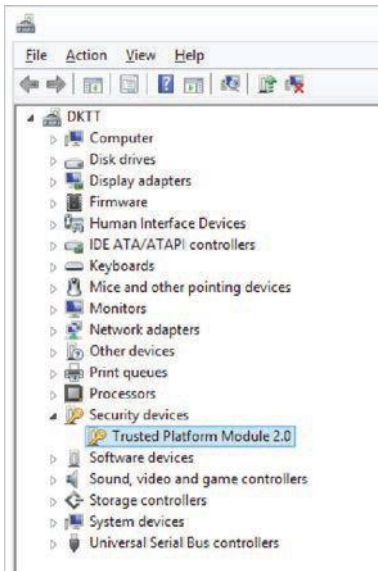 File Action View Help
DKTT
Computer
Disk drives
Display adapters
Firmware
Human Interface Devices
IDE ATA/ATAPI controllers
Keyboards
Mice and other pointing devices
Monitors
Network adapters
Other devices
Print queues
Processors
Security devices
Trusted Platform Module 2.0
Software devices
Sound, video and game controllers
Storage controllers
System devices
Universal Serial Bus controllers